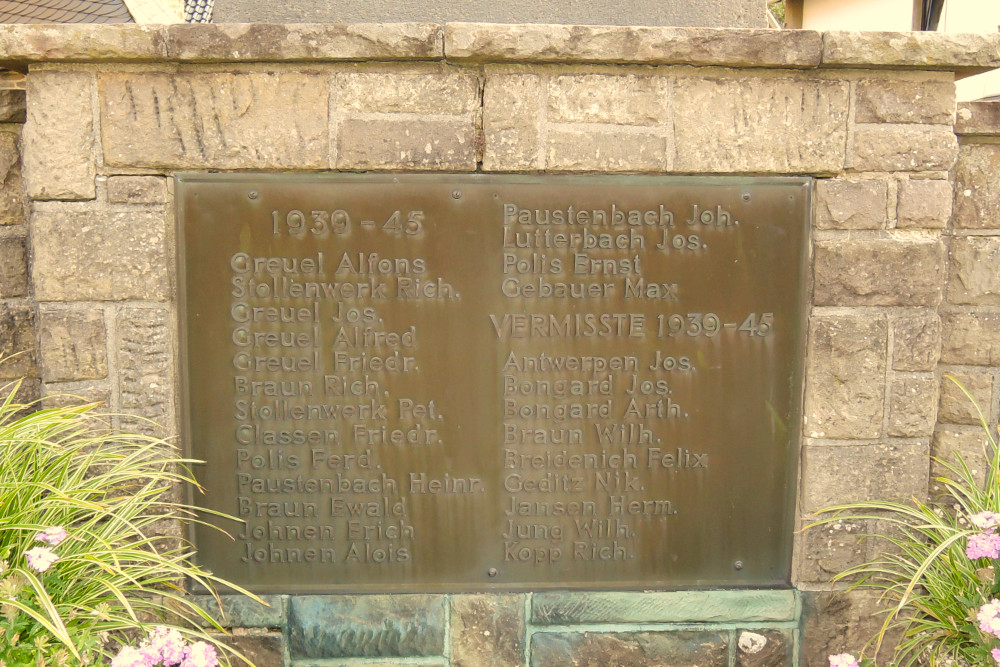 1939-45
Greuel Alfons
Stollenwerk Rich.
Greuel Jos.
Greuel Alfred
Greuel Friedr.
Braun Rich.
Stollenwerk Pet.
Classen Friedr.
Polis Ferd.
Paustenbach Heinr.
Braun Ewald
Johnen Erich
Johnen Alois
Paustenbach Joh.
Lutterbach Jos.
Polis Ernst
Gebauer Max
VERMISSTE 1939-45
Antwerpen Jos.
Bongard Jos.
Bongard Arth.
Braun Wilh.
Breidenich Felix
Geditz Nik.
Jansen Herm.
Jung Wilh.
Kopp Rich.